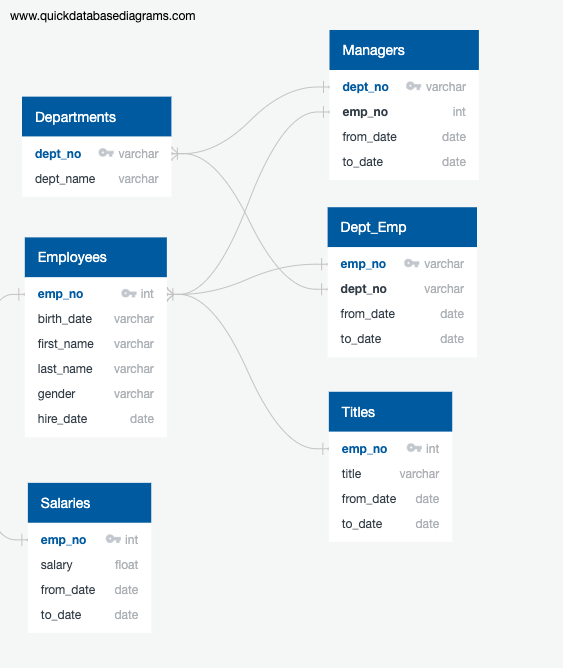 www.quickdatabasediagrams.com
Managers
dept_no varchar
emp_no int
from_date date
to_date date
Departments
dept_no varchar
dept_name varchar
Dept_Emp
emp_no varchar
dept_no varchar
from_date date
to_date date
Employees
emp_no int
birth_date varchar
first_name varchar
last_name varchar
gender varchar
hire_date date
Titles
emp_no int
title varchar
from_date date
to_date date
Salaries
emp_no int
salary float
from_date date
to_date date